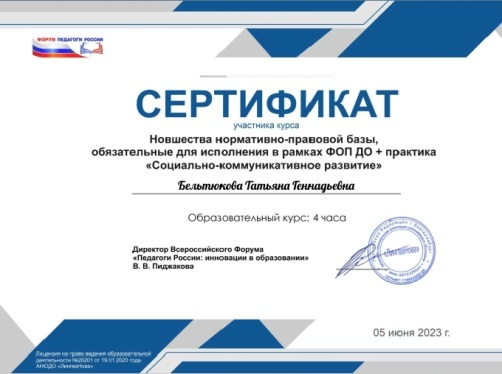 ФОРУМ ПЕДАГОГИ РОССИИ
СЕРТИФИКАТ
участника курса
Новшества нормативно-правовой базы,
обязательные для исполнения в рамках ФОП ДО + практика
«Социально-коммуникативное развитие»
Бельтюкова Татьяна Геннадьевна
Образовательный курс: 4 часа
Директор Всероссийского Форума
«Педагоги России: инновации в образовании»
В. В. Пиджакова
«ЛингваНова»
05 июня 2023 г.
Лицензия на право ведения образовательной
деятельности №20201 от 19.01.2020 года.
АНОДО «ЛингваНова»